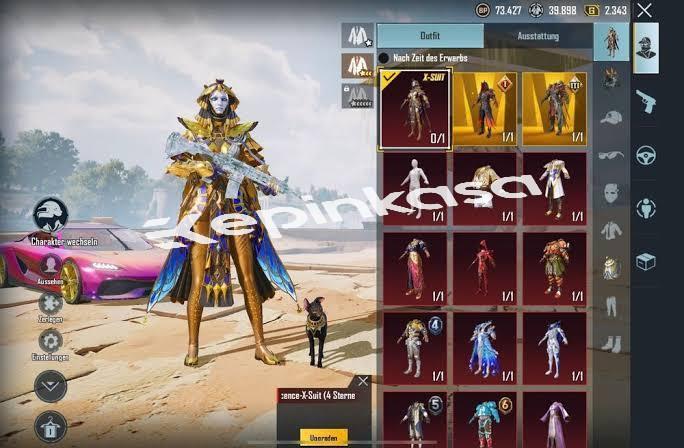 BP 73.427 39.898 G 2.343
Outfit Ausstattung
Nach Zeit des Erwerbs
X-SUIT
0/1 1/1 1/1
1/1 1/1 1/1
epinkasa
Charakter wechseln
Aussehen
1/1 1/1 1/1
Zerlegen
Einstellungen
4
1/1 1/1 1/1
cence-X-Suit (4 Sterne
5 6
Upgraden